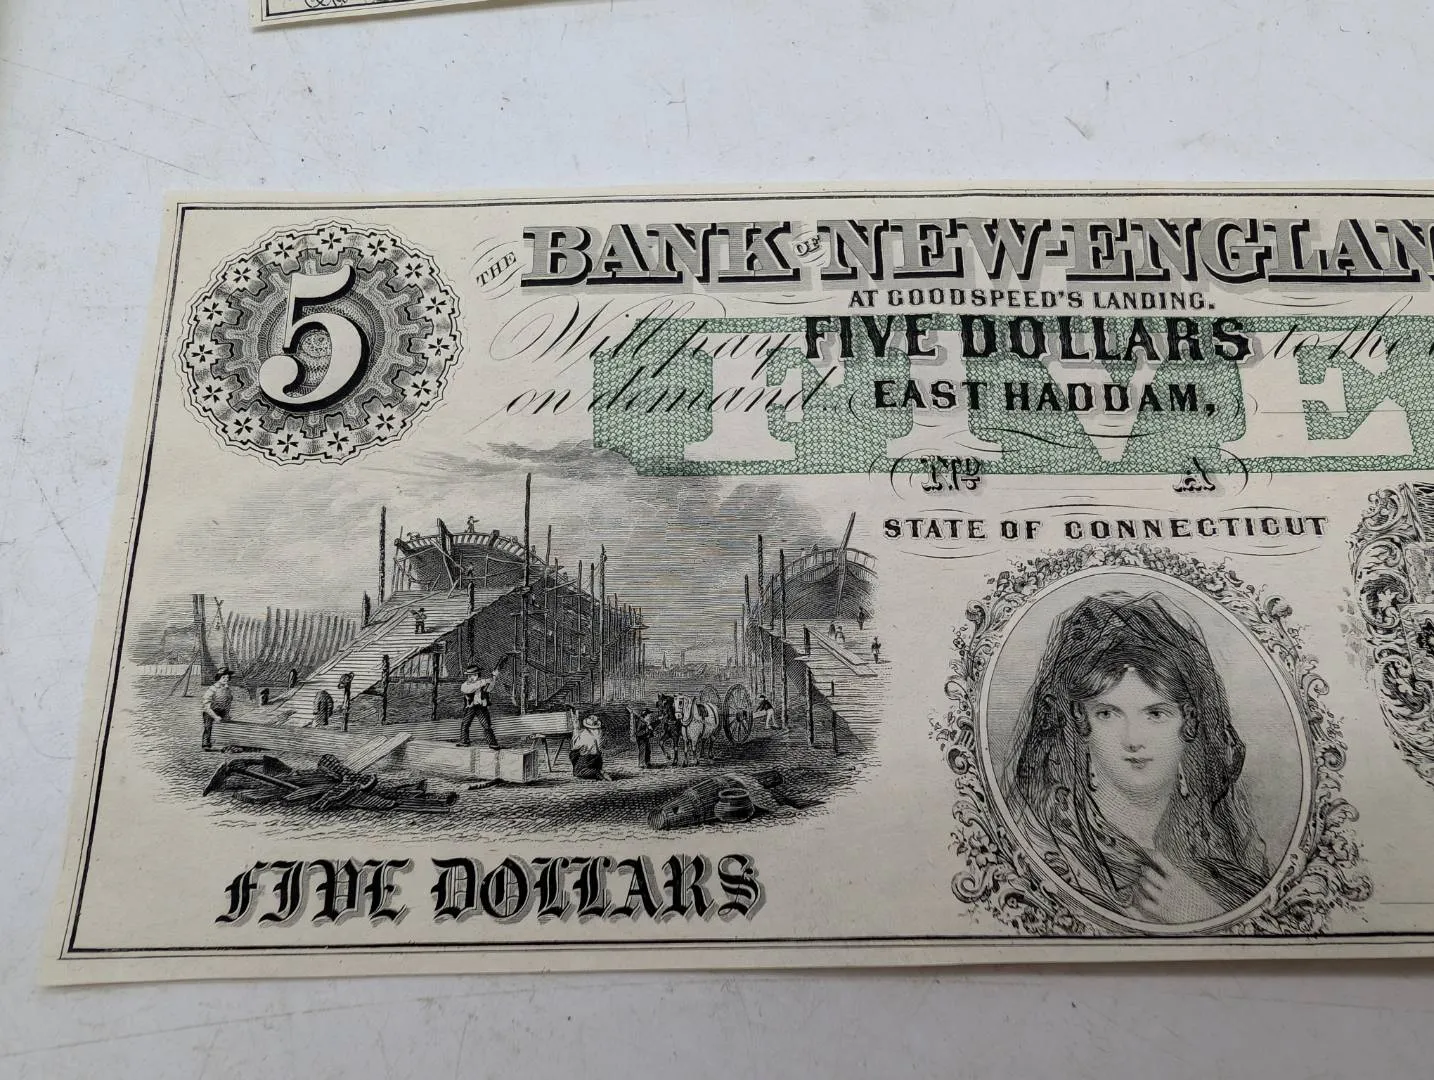 5
THE BANK OF NEW-ENGLAN
AT GOODSPEED'S LANDING.
Will pay FIVE DOLLARS to the
FIVE
on demand. EAST HADDAM,
No A
STATE OF CONNECTICUT
FIVE DOLLARS